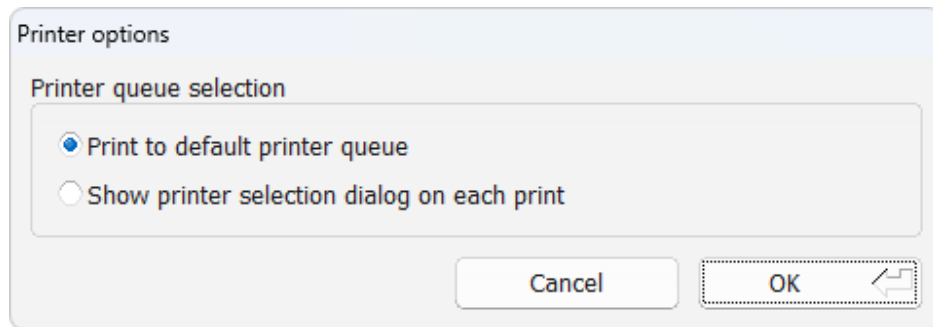 Printer options
Printer queue selection
Print to default printer queue
Show printer selection dialog on each print
Cancel
OK